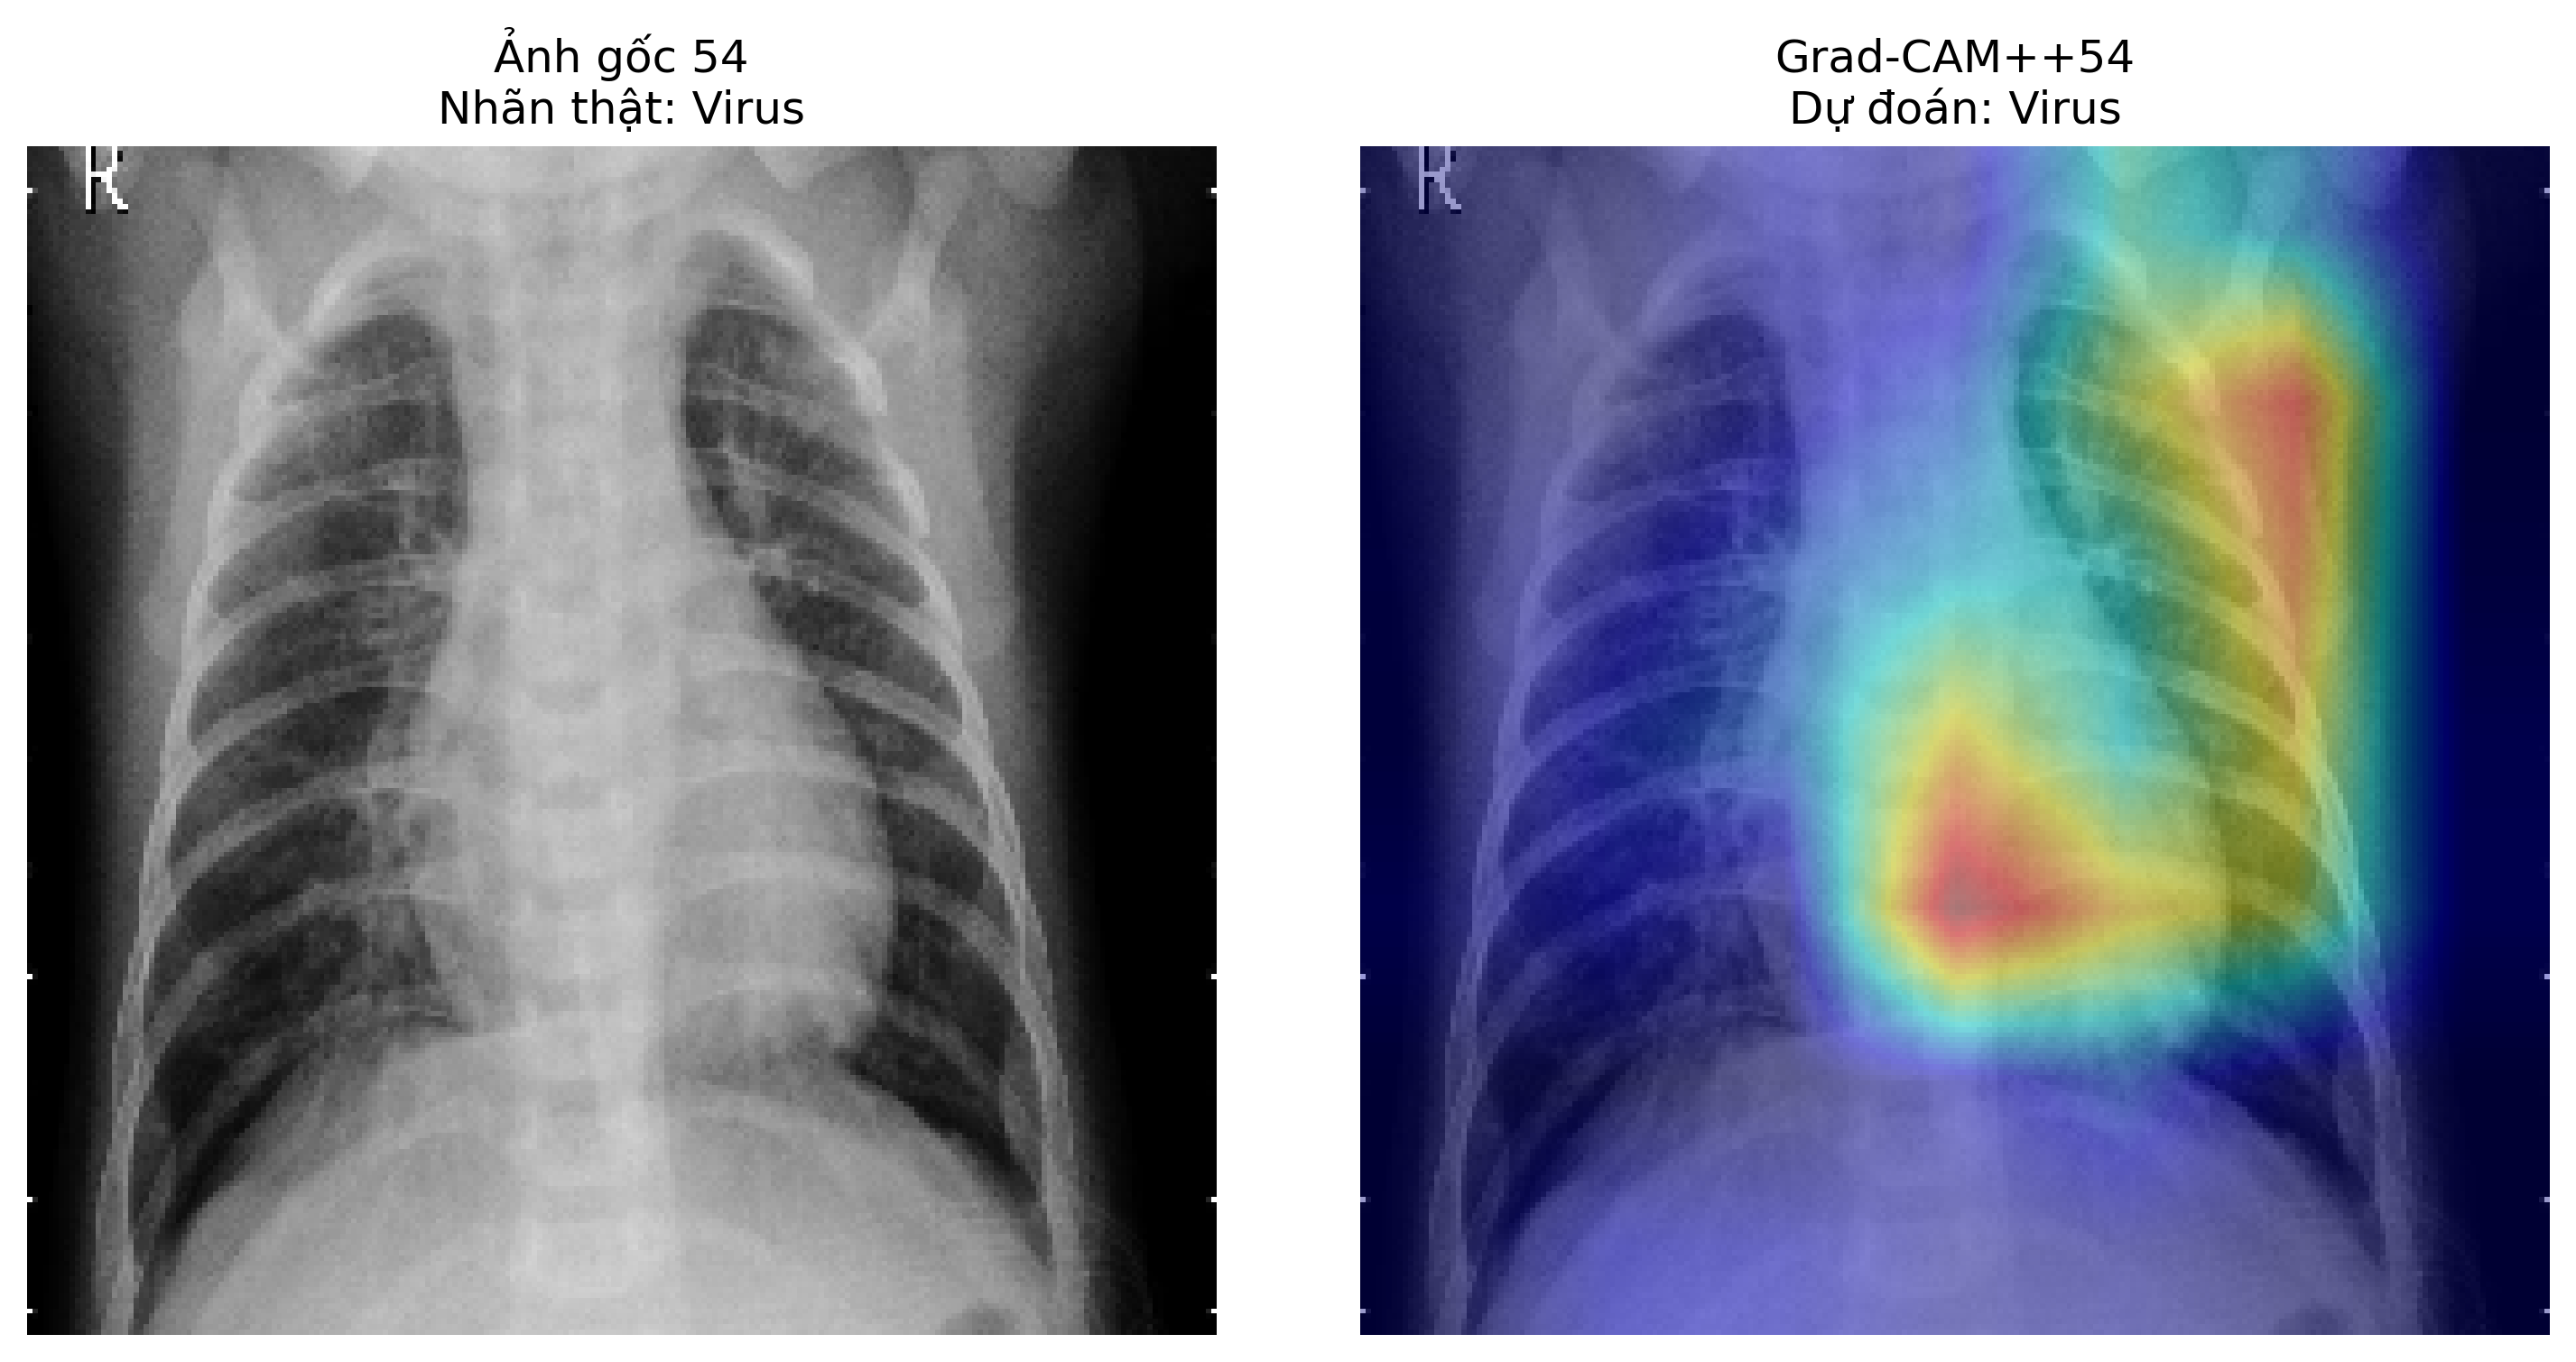 Ảnh gốc 54
Nhãn thật: Virus
Grad-CAM++54
Dự đoán: Virus
R
R